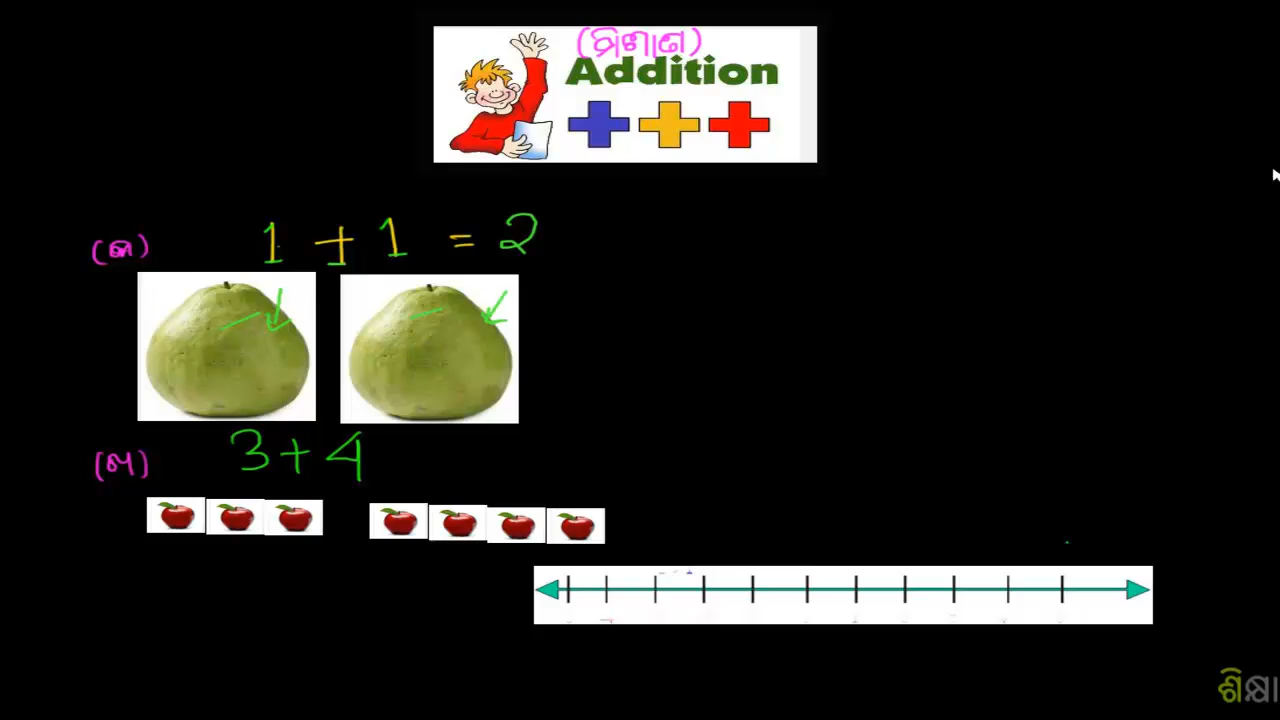 (ମିଶାଣ)
Addition
(କ) 1 + 1 = 2
(ଖ) 3 + 4
ଶିକ୍ଷା